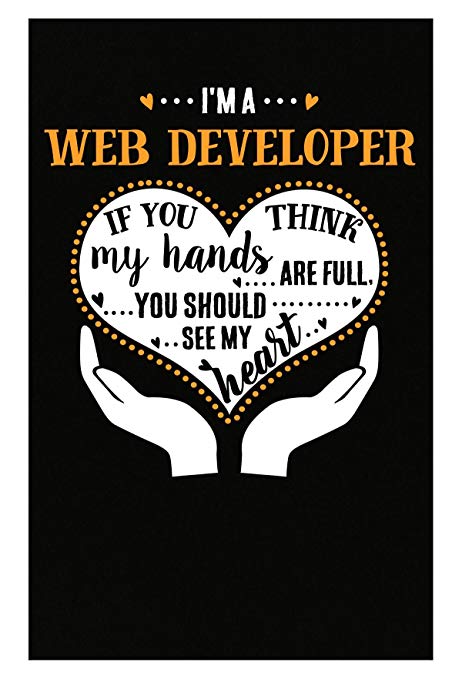 I'M A
WEB DEVELOPER
IF YOU THINK
my hands
ARE FULL,
YOU SHOULD
SEE MY
heart